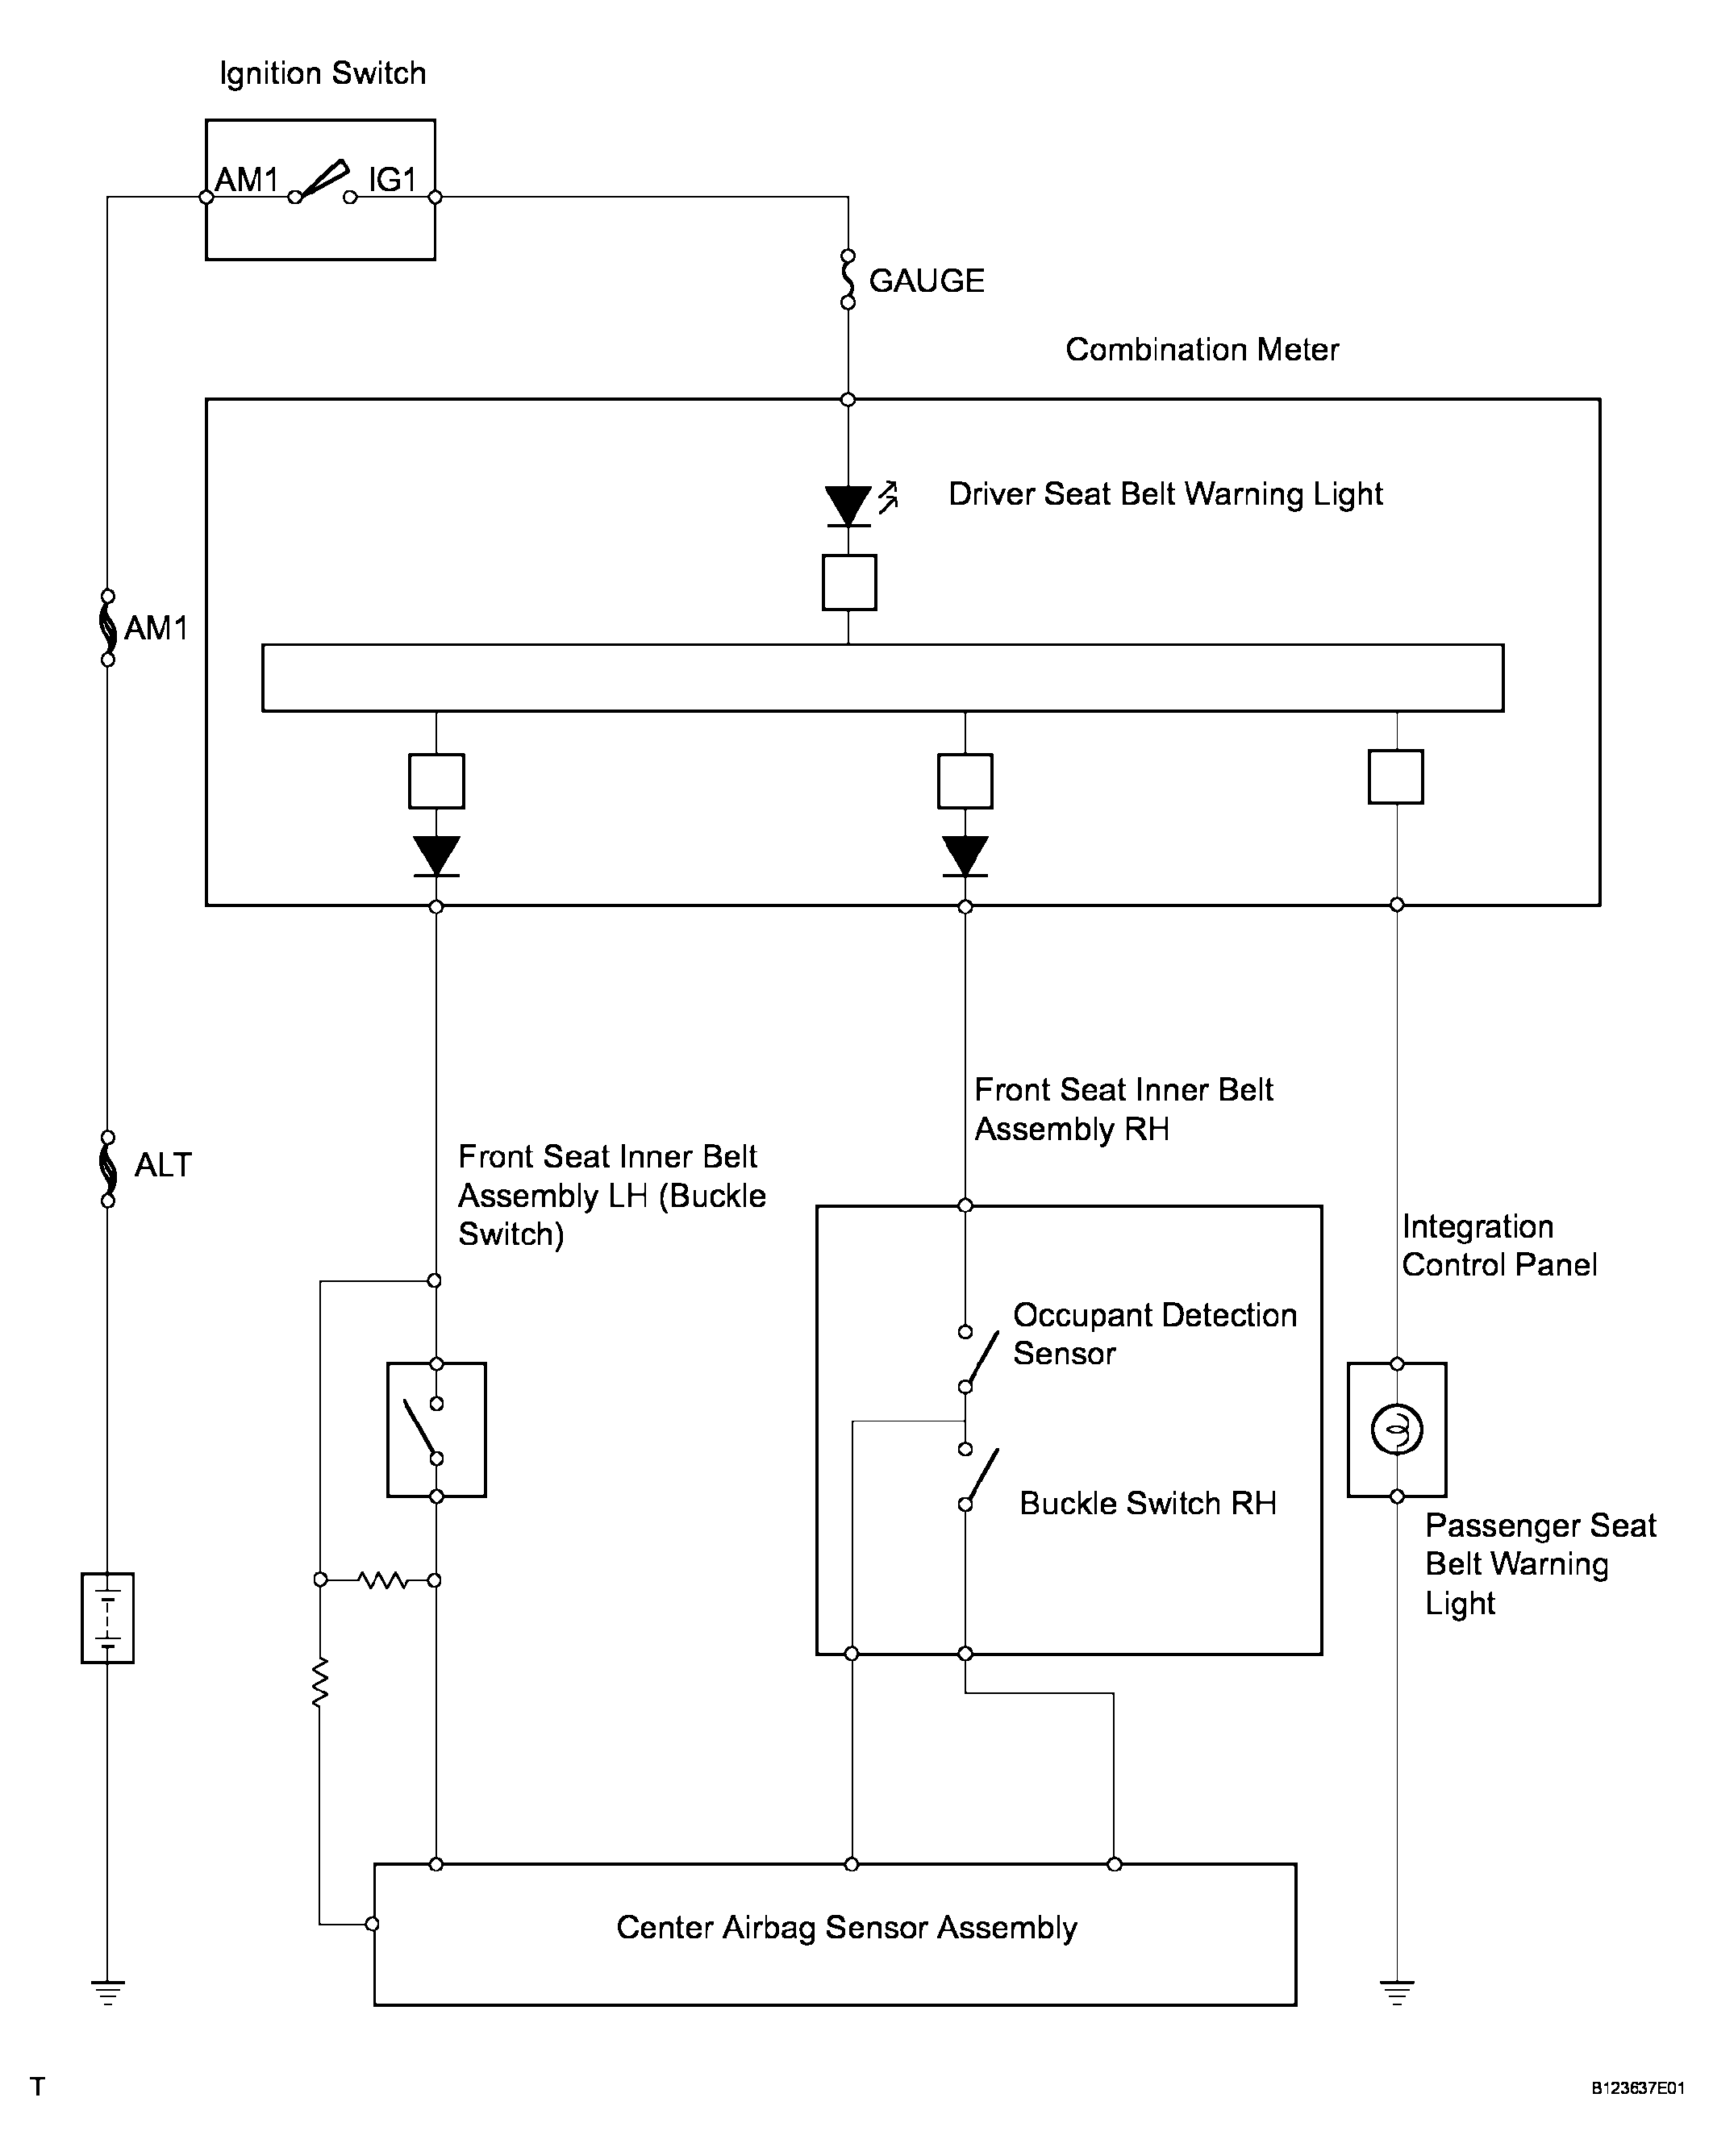 Ignition Switch
AM1
IG1
GAUGE
Combination Meter
Driver Seat Belt Warning Light
AM1
Front Seat Inner Belt
Assembly RH
Front Seat Inner Belt
Assembly LH (Buckle
Switch)
ALT
Integration
Control Panel
Occupant Detection
Sensor
Buckle Switch RH
Passenger Seat
Belt Warning
Light
Center Airbag Sensor Assembly
T
B123637E01